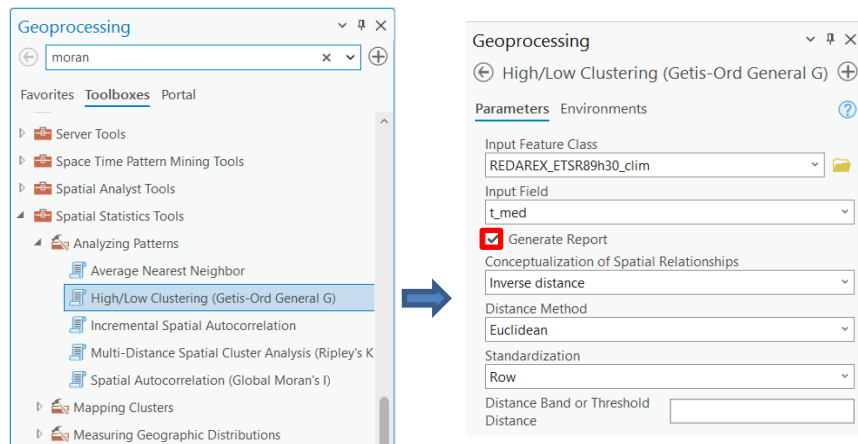 Geoprocessing
moran
Favorites Toolboxes Portal
Server Tools
Space Time Pattern Mining Tools
Spatial Analyst Tools
Spatial Statistics Tools
Analyzing Patterns
Average Nearest Neighbor
High/Low Clustering (Getis-Ord General G)
Incremental Spatial Autocorrelation
Multi-Distance Spatial Cluster Analysis (Ripley's K
Spatial Autocorrelation (Global Moran's I)
Mapping Clusters
Measuring Geographic Distributions
Geoprocessing
High/Low Clustering (Getis-Ord General G)
Parameters Environments
Input Feature Class
REDAREX_ETSR89h30_clim
Input Field
t_med
Generate Report
Conceptualization of Spatial Relationships
Inverse distance
Distance Method
Euclidean
Standardization
Row
Distance Band or Threshold
Distance